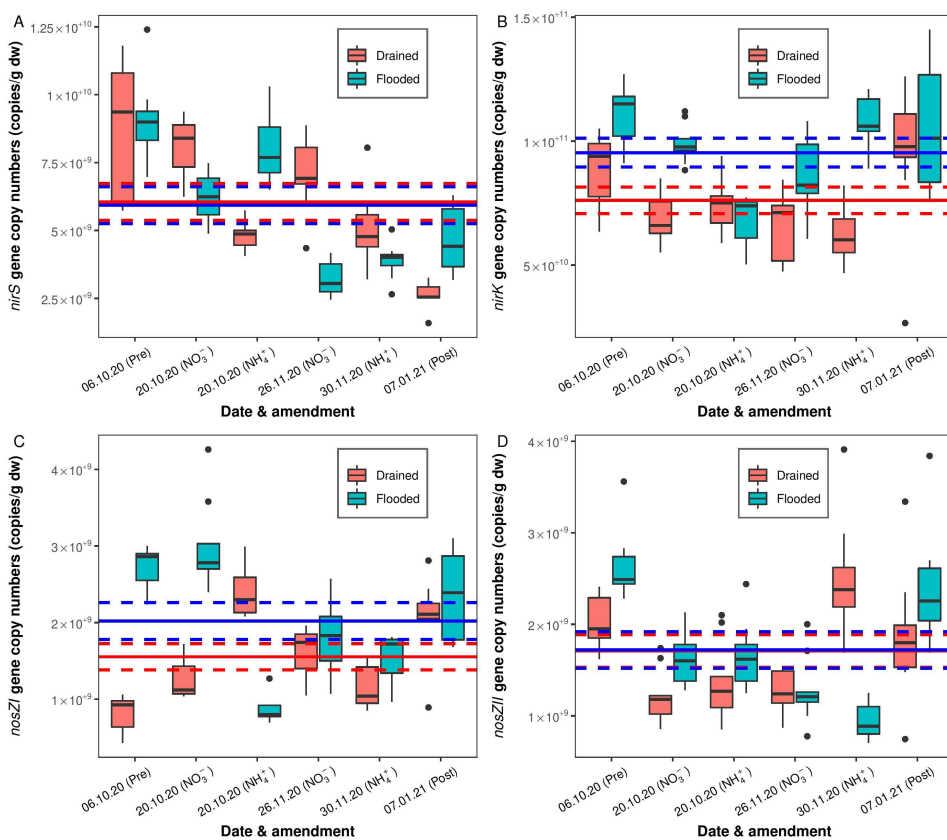 A
nirS gene copy numbers (copies/g dw)
1.25×10⁺¹⁰
1×10⁺¹⁰
7.5×10⁺⁹
5×10⁺⁹
2.5×10⁺⁹
Drained
Flooded
06.10.20 (Pre)
20.10.20 (NO₃⁻)
20.10.20 (NH₄⁺)
26.11.20 (NO₃⁻)
30.11.20 (NH₄⁺)
07.01.21 (Post)
Date & amendment
B
nirK gene copy numbers (copies/g dw)
1.5×10⁺¹¹
1×10⁺¹¹
5×10⁺¹⁰
Drained
Flooded
06.10.20 (Pre)
20.10.20 (NO₃⁻)
20.10.20 (NH₄⁺)
26.11.20 (NO₃⁻)
30.11.20 (NH₄⁺)
07.01.21 (Post)
Date & amendment
C
nosZI gene copy numbers (copies/g dw)
4×10⁺⁹
3×10⁺⁹
2×10⁺⁹
1×10⁺⁹
Drained
Flooded
06.10.20 (Pre)
20.10.20 (NO₃⁻)
20.10.20 (NH₄⁺)
26.11.20 (NO₃⁻)
30.11.20 (NH₄⁺)
07.01.21 (Post)
Date & amendment
D
nosZII gene copy numbers (copies/g dw)
4×10⁺⁹
3×10⁺⁹
2×10⁺⁹
1×10⁺⁹
Drained
Flooded
06.10.20 (Pre)
20.10.20 (NO₃⁻)
20.10.20 (NH₄⁺)
26.11.20 (NO₃⁻)
30.11.20 (NH₄⁺)
07.01.21 (Post)
Date & amendment